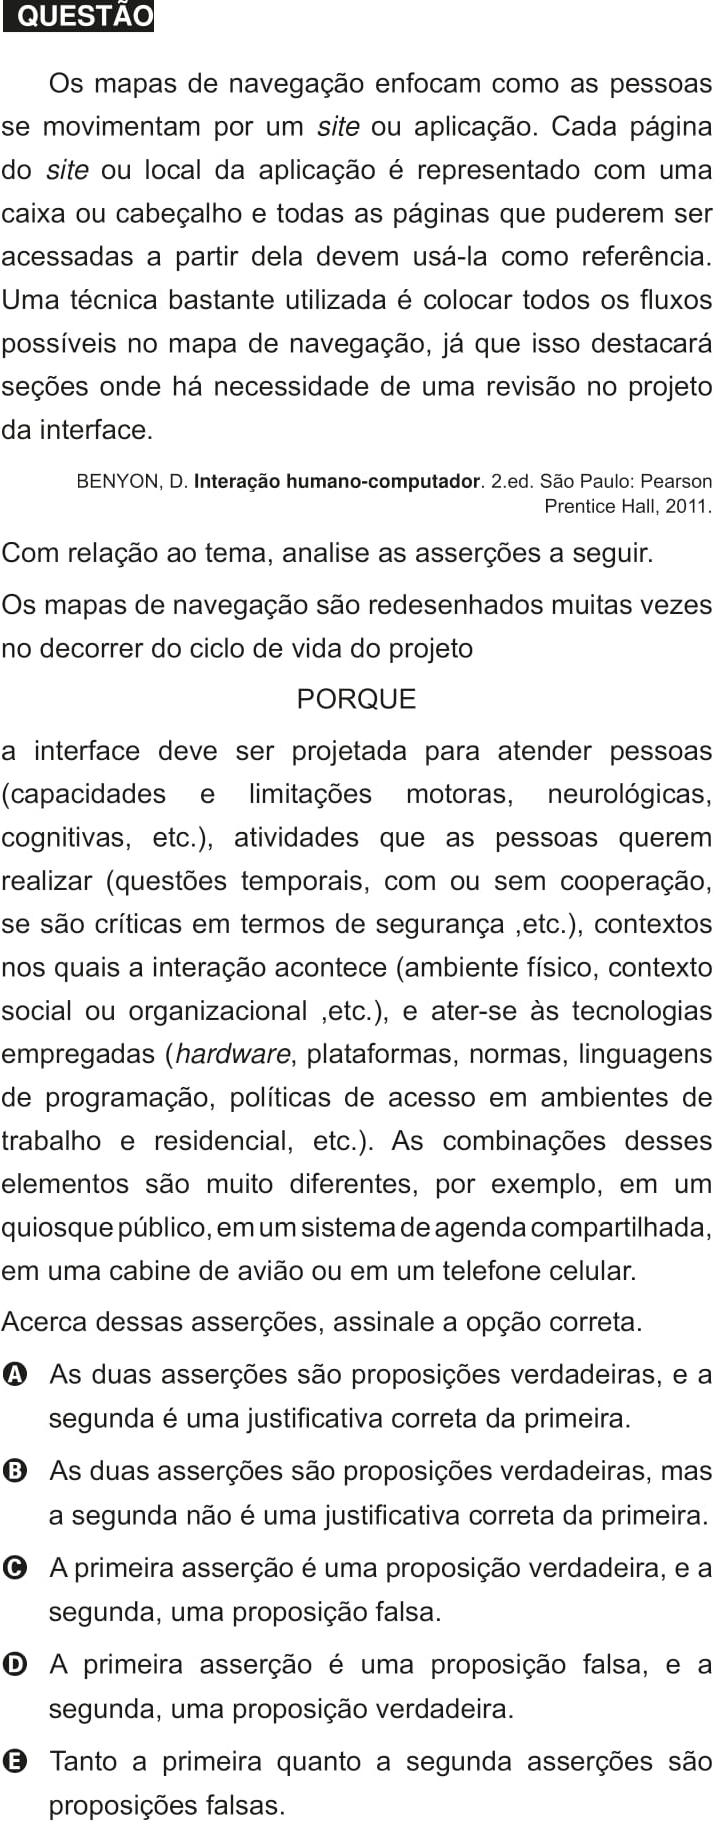 QUESTÃO
Os mapas de navegação enfocam como as pessoas
se movimentam por um site ou aplicação. Cada página
do site ou local da aplicação é representado com uma
caixa ou cabeçalho e todas as páginas que puderem ser
acessadas a partir dela devem usá-la como referência.
Uma técnica bastante utilizada é colocar todos os fluxos
possíveis no mapa de navegação, já que isso destacará
seções onde há necessidade de uma revisão no projeto
da interface.
BENYON, D. Interação humano-computador. 2.ed. São Paulo: Pearson
Prentice Hall, 2011.
Com relação ao tema, analise as asserções a seguir.
Os mapas de navegação são redesenhados muitas vezes
no decorrer do ciclo de vida do projeto
PORQUE
a interface deve ser projetada para atender pessoas
(capacidades e limitações motoras, neurológicas,
cognitivas, etc.), atividades que as pessoas querem
realizar (questões temporais, com ou sem cooperação,
se são críticas em termos de segurança ,etc.), contextos
nos quais a interação acontece (ambiente físico, contexto
social ou organizacional ,etc.), e ater-se às tecnologias
empregadas (hardware, plataformas, normas, linguagens
de programação, políticas de acesso em ambientes de
trabalho e residencial, etc.). As combinações desses
elementos são muito diferentes, por exemplo, em um
quiosque público, em um sistema de agenda compartilhada,
em uma cabine de avião ou em um telefone celular.
Acerca dessas asserções, assinale a opção correta.
A As duas asserções são proposições verdadeiras, e a
segunda é uma justificativa correta da primeira.
B As duas asserções são proposições verdadeiras, mas
a segunda não é uma justificativa correta da primeira.
C A primeira asserção é uma proposição verdadeira, e a
segunda, uma proposição falsa.
D A primeira asserção é uma proposição falsa, e a
segunda, uma proposição verdadeira.
E Tanto a primeira quanto a segunda asserções são
proposições falsas.